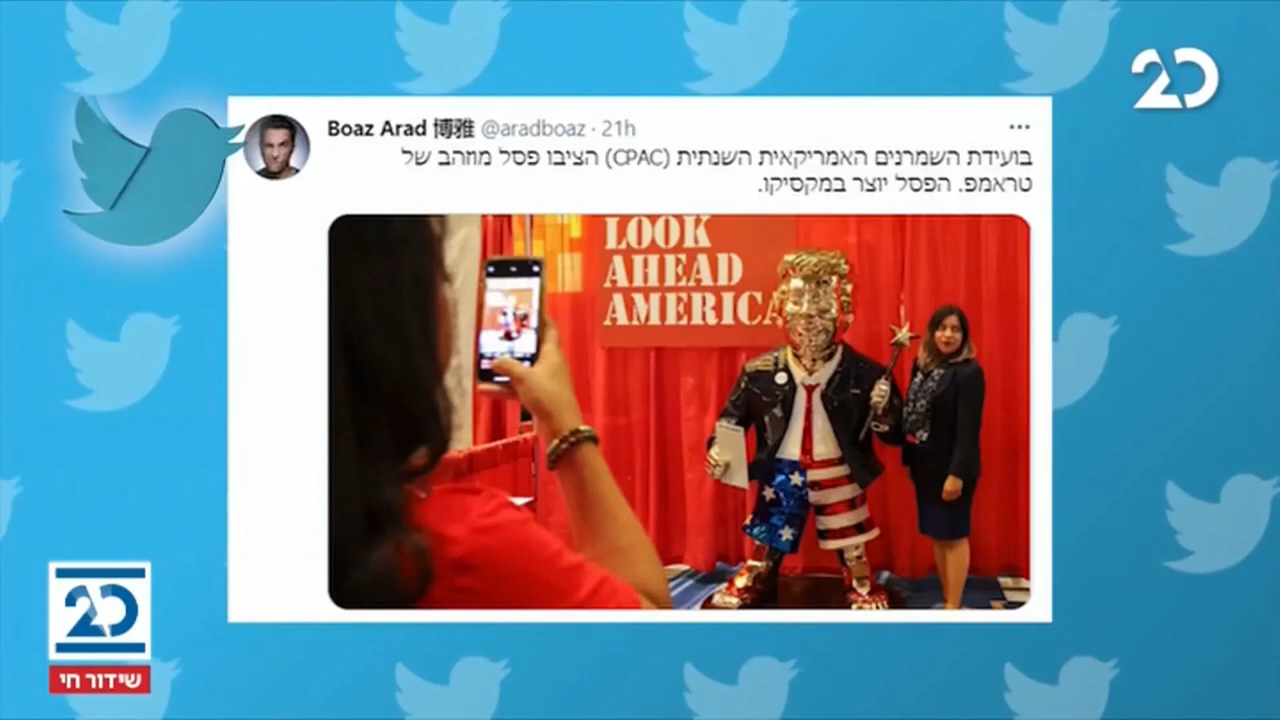 20
Boaz Arad 博雅 @aradboaz · 21h
בועידת השמרנים האמריקאית השנתית (CPAC) הציבו פסל מוזהב של
טראמפ. הפסל יוצר במקסיקו.
LOOK
AHEAD
AMERICA
20
שידור חי